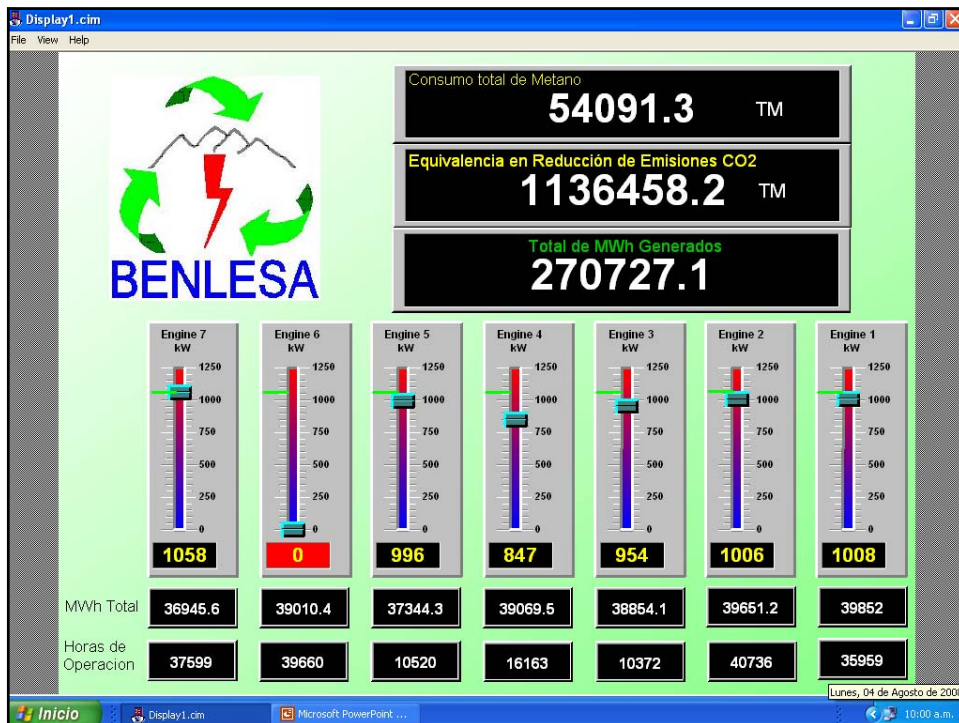 Display1.cim
File View Help
Consumo total de Metano
54091.3 TM
Equivalencia en Reducción de Emisiones CO2
1136458.2 TM
Total de MWh Generados
270727.1
BENLESA
Engine 7 Engine 6 Engine 5 Engine 4 Engine 3 Engine 2 Engine 1
kW kW kW kW kW kW kW
1250 1250 1250 1250 1250 1250 1250
1000 1000 1000 1000 1000 1000 1000
750 750 750 750 750 750 750
500 500 500 500 500 500 500
250 250 250 250 250 250 250
0 0 0 0 0 0 0
1058 0 996 847 954 1006 1008
MWh Total 36945.6 39010.4 37344.3 39069.5 38854.1 39651.2 39852
Horas de
Operacion 37599 39660 10520 16163 10372 40736 35959
Lunes, 04 de Agosto de 2008
Inicio Display1.cim Microsoft PowerPoint ... 10:00 a.m.